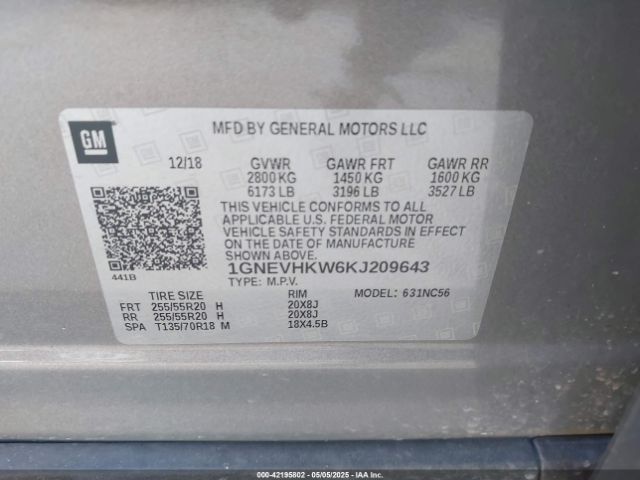 GM
MFD BY GENERAL MOTORS LLC
12/18 GVWR GAWR FRT GAWR RR
2800 KG 1450 KG 1600 KG
6173 LB 3196 LB 3527 LB
THIS VEHICLE CONFORMS TO ALL
APPLICABLE U.S. FEDERAL MOTOR
VEHICLE SAFETY STANDARDS IN EFFECT
ON THE DATE OF MANUFACTURE
SHOWN ABOVE.
441B
1GNEVHKW6KJ209643
TYPE: M.P.V.
MODEL: 631NC56
TIRE SIZE RIM
FRT 255/55R20 H 20X8J
RR 255/55R20 H 20X8J
SPA T135/70R18 M 18X4.5B
000-42195802 - 05/05/2025 - IAA Inc.